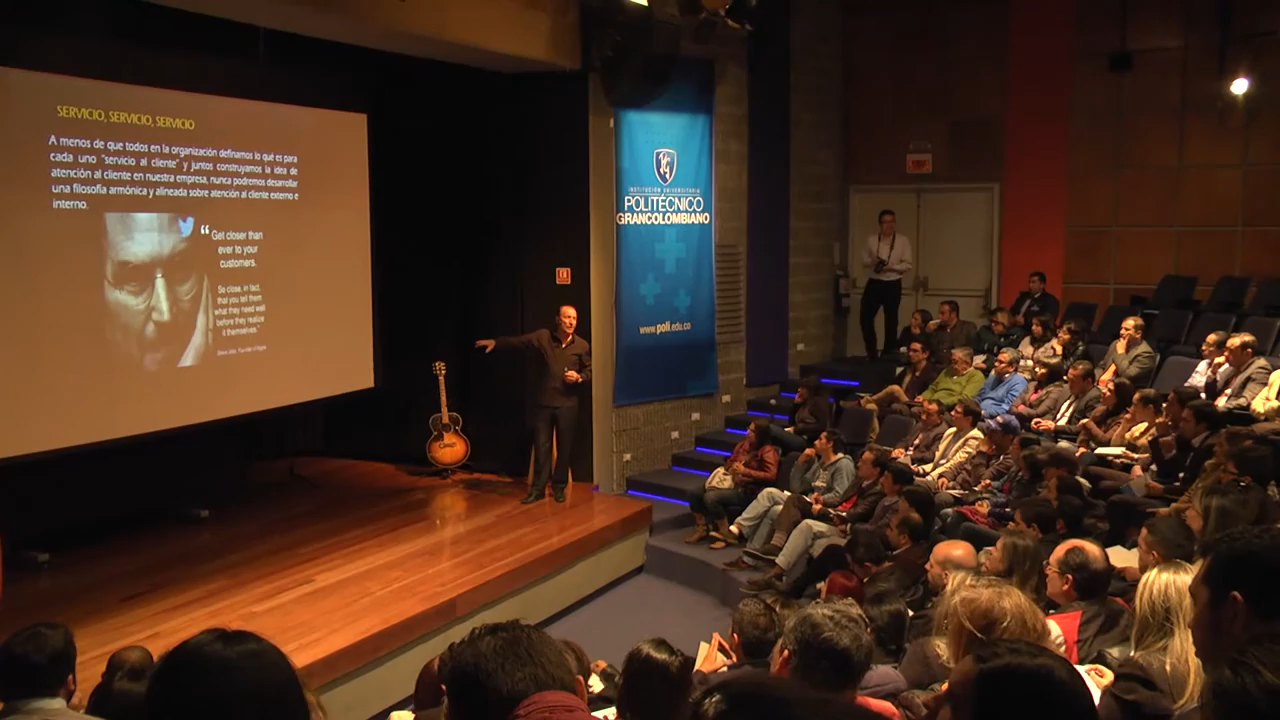 SERVICIO, SERVICIO, SERVICIO
A menos de que todos en la organización definamos lo qué es para
cada uno "servicio al cliente" y juntos construyamos la idea de
atención al cliente en nuestra empresa, nunca podremos desarrollar
una filosofía armónica y alineada sobre atención al cliente externo e
interno.
“ Get closer than
ever to your
customers.
So close, in fact,
that you tell them
what they need well
before they realize
it themselves.”
INSTITUCIÓN UNIVERSITARIA
POLITÉCNICO
GRANCOLOMBIANO
www.poli.edu.co